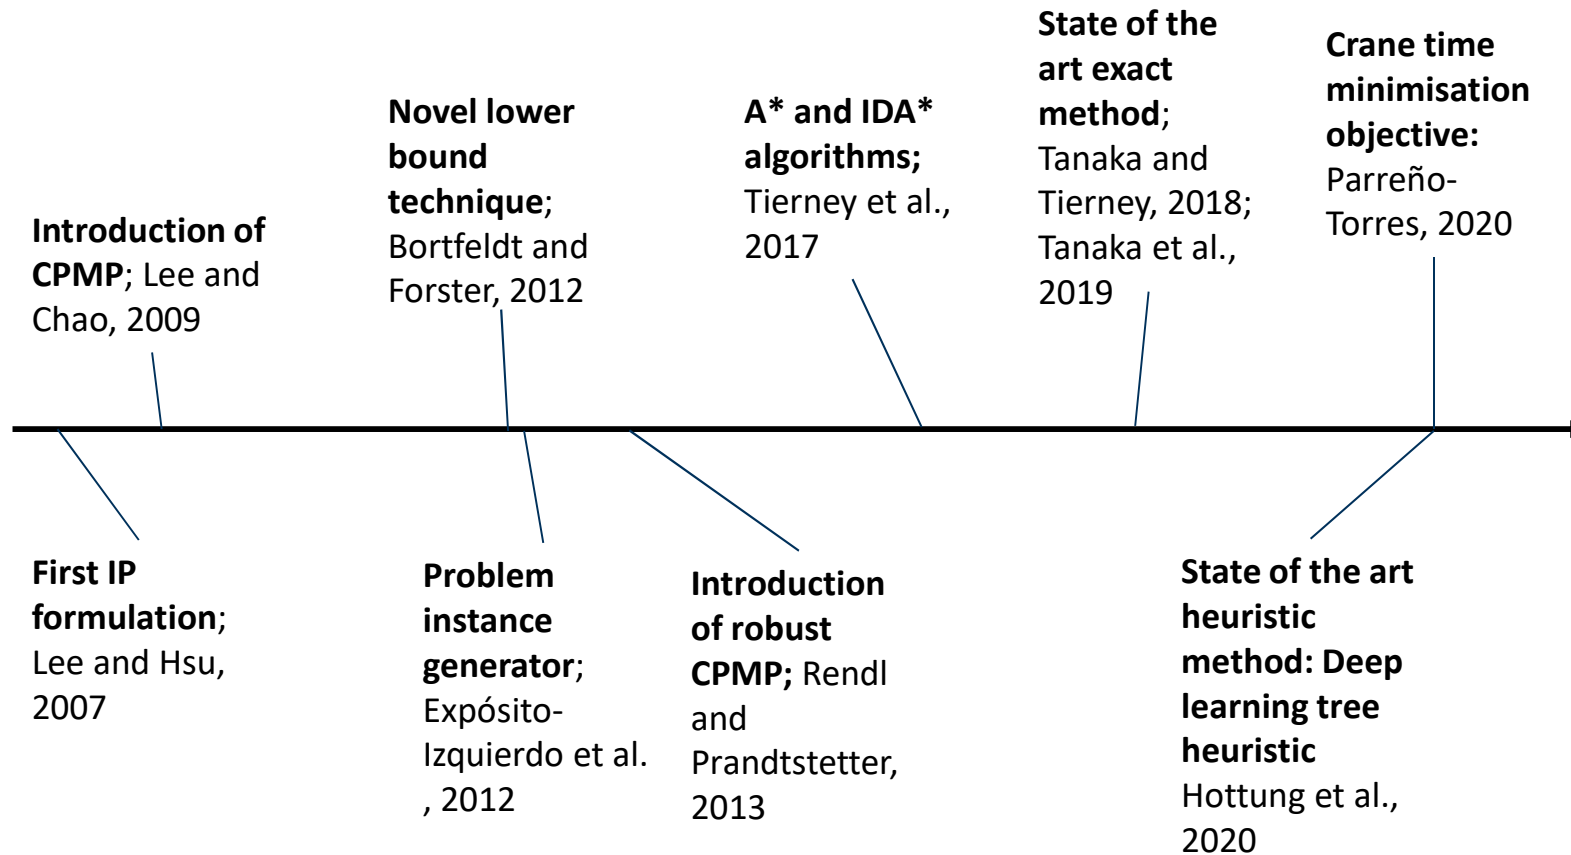 Introduction of
CPMP; Lee and
Chao, 2009
Novel lower
bound
technique;
Bortfeldt and
Forster, 2012
A* and IDA*
algorithms;
Tierney et al.,
2017
State of the
art exact
method;
Tanaka and
Tierney, 2018;
Tanaka et al.,
2019
Crane time
minimisation
objective:
Parreño-
Torres, 2020
First IP
formulation;
Lee and Hsu,
2007
Problem
instance
generator;
Expósito-
Izquierdo et al.
, 2012
Introduction
of robust
CPMP; Rendl
and
Prandtstetter,
2013
State of the art
heuristic
method: Deep
learning tree
heuristic
Hottung et al.,
2020